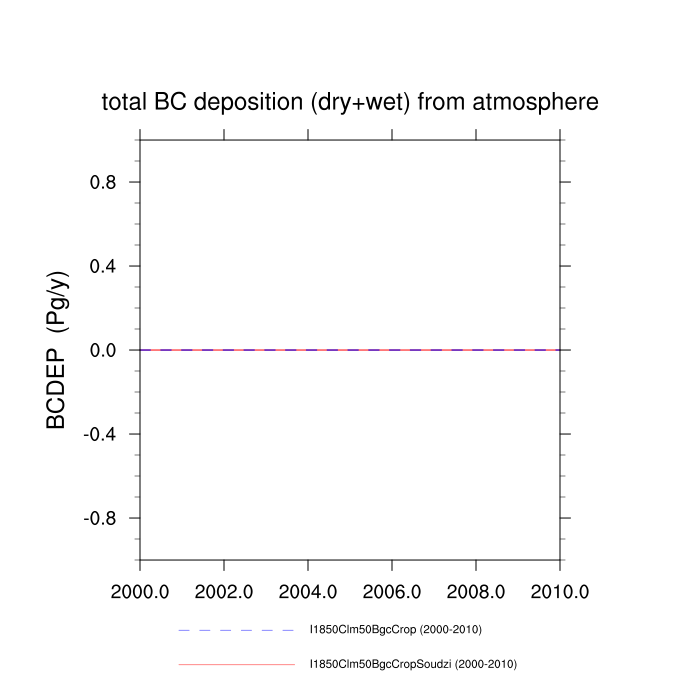 total BC deposition (dry+wet) from atmosphere
BCDEP (Pg/y)
0.8
0.4
0.0
-0.4
-0.8
2000.0 2002.0 2004.0 2006.0 2008.0 2010.0
I1850Clm50BgcCrop (2000-2010)
I1850Clm50BgcCropSoudzi (2000-2010)